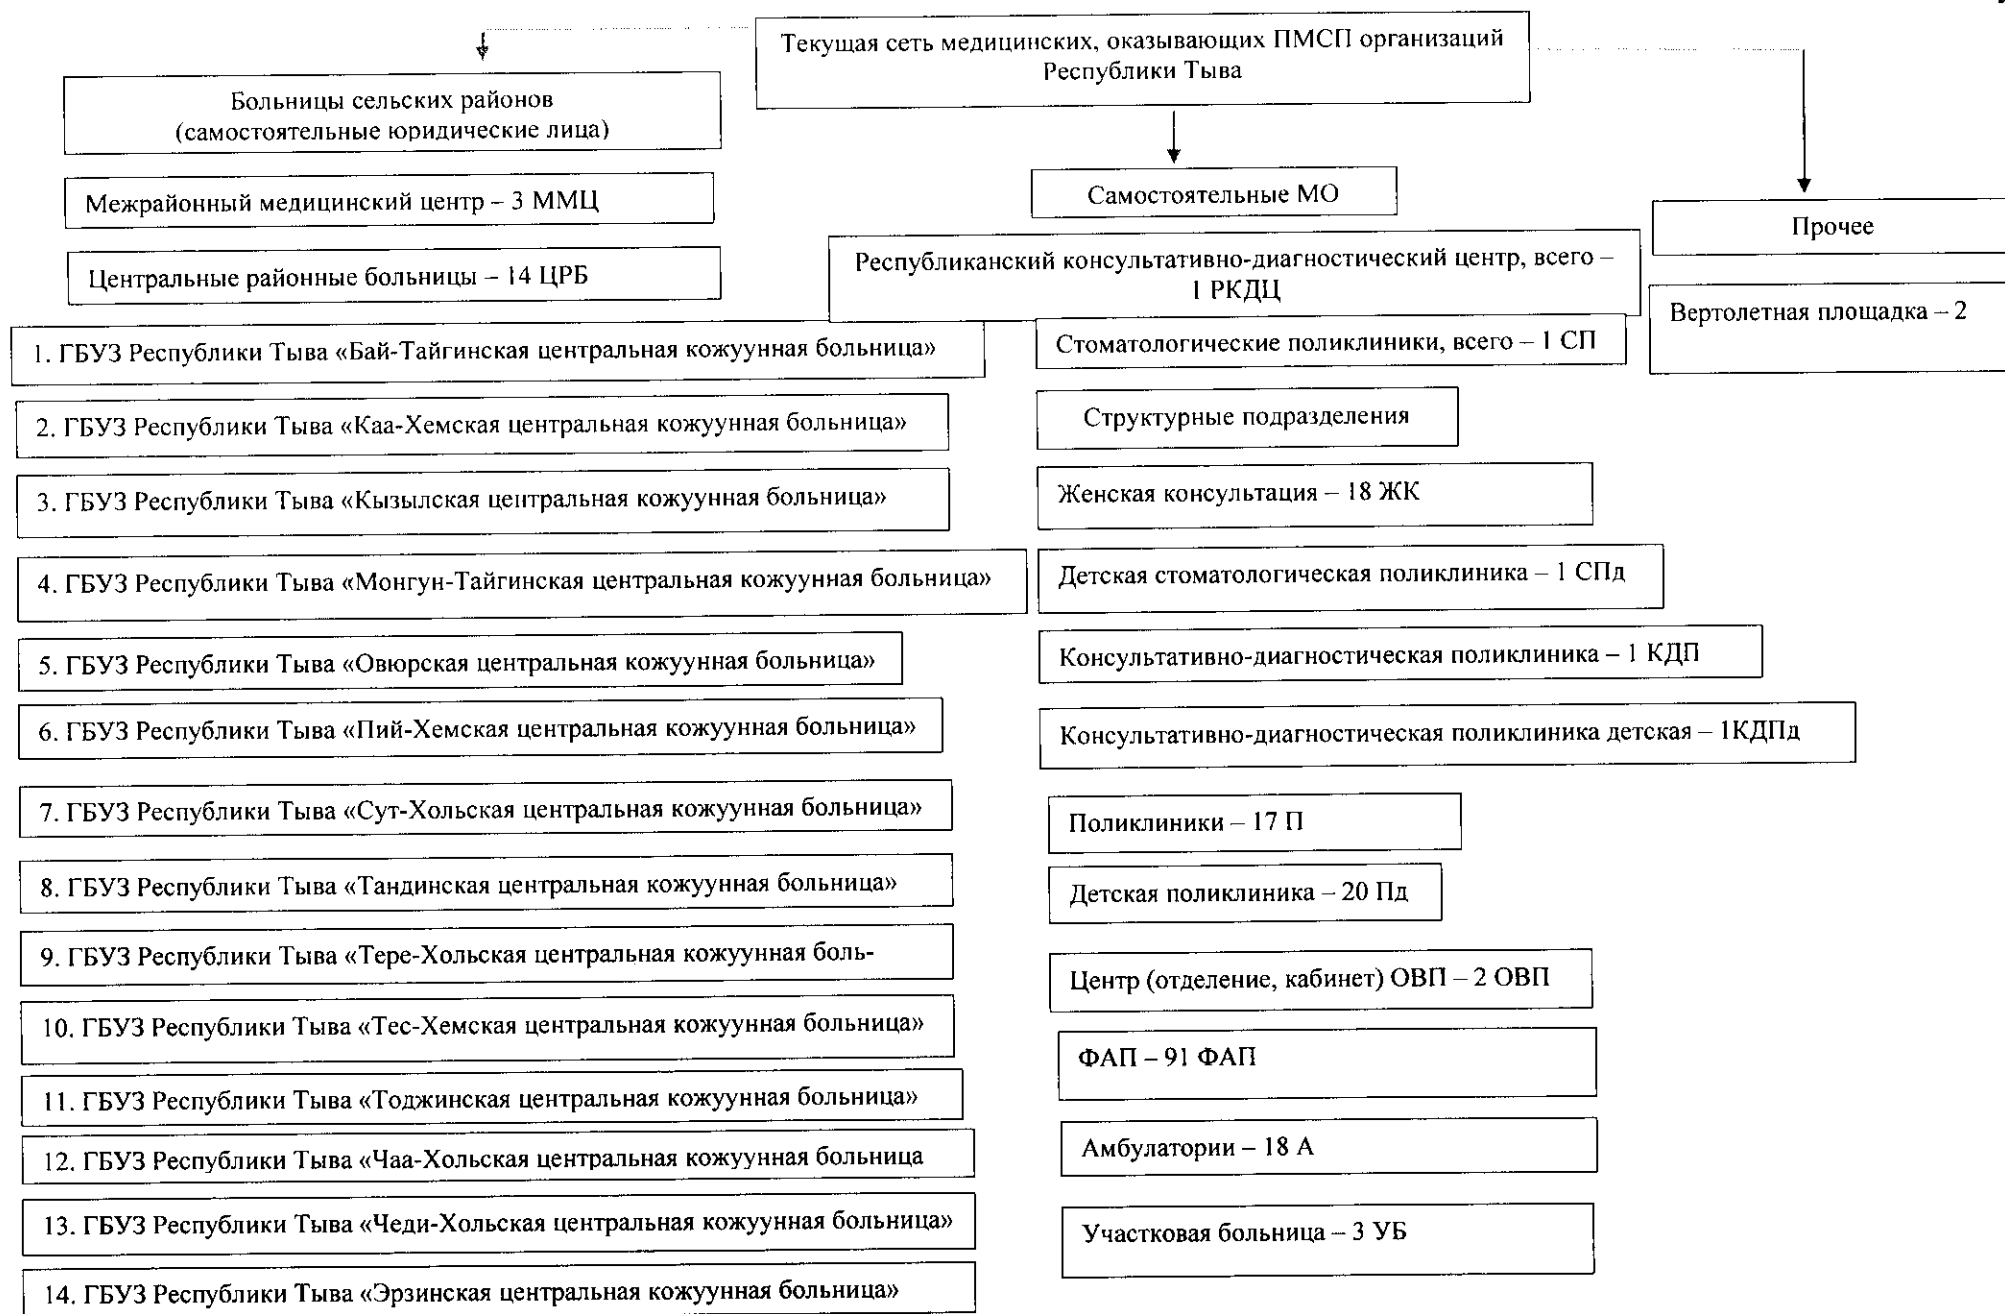 Текущая сеть медицинских, оказывающих ПМСП организаций
Республики Тыва
Больницы сельских районов
(самостоятельные юридические лица)
Межрайонный медицинский центр – 3 ММЦ
Центральные районные больницы – 14 ЦРБ
1. ГБУЗ Республики Тыва «Бай-Тайгинская центральная кожуунная больница»
2. ГБУЗ Республики Тыва «Каа-Хемская центральная кожуунная больница»
3. ГБУЗ Республики Тыва «Кызылская центральная кожуунная больница»
4. ГБУЗ Республики Тыва «Монгун-Тайгинская центральная кожуунная больница»
5. ГБУЗ Республики Тыва «Овюрская центральная кожуунная больница»
6. ГБУЗ Республики Тыва «Пий-Хемская центральная кожуунная больница»
7. ГБУЗ Республики Тыва «Сут-Хольская центральная кожуунная больница»
8. ГБУЗ Республики Тыва «Тандинская центральная кожуунная больница»
9. ГБУЗ Республики Тыва «Тере-Хольская центральная кожуунная боль-
10. ГБУЗ Республики Тыва «Тес-Хемская центральная кожуунная больница»
11. ГБУЗ Республики Тыва «Тоджинская центральная кожуунная больница»
12. ГБУЗ Республики Тыва «Чаа-Хольская центральная кожуунная больница
13. ГБУЗ Республики Тыва «Чеди-Хольская центральная кожуунная больница»
14. ГБУЗ Республики Тыва «Эрзинская центральная кожуунная больница»
Самостоятельные МО
Республиканский консультативно-диагностический центр, всего –
1 РКДЦ
Стоматологические поликлиники, всего – 1 СП
Структурные подразделения
Женская консультация – 18 ЖК
Детская стоматологическая поликлиника – 1 СПд
Консультативно-диагностическая поликлиника – 1 КДП
Консультативно-диагностическая поликлиника детская – 1КДПд
Поликлиники – 17 П
Детская поликлиника – 20 Пд
Центр (отделение, кабинет) ОВП – 2 ОВП
ФАП – 91 ФАП
Амбулатории – 18 А
Участковая больница – 3 УБ
Прочее
Вертолетная площадка – 2